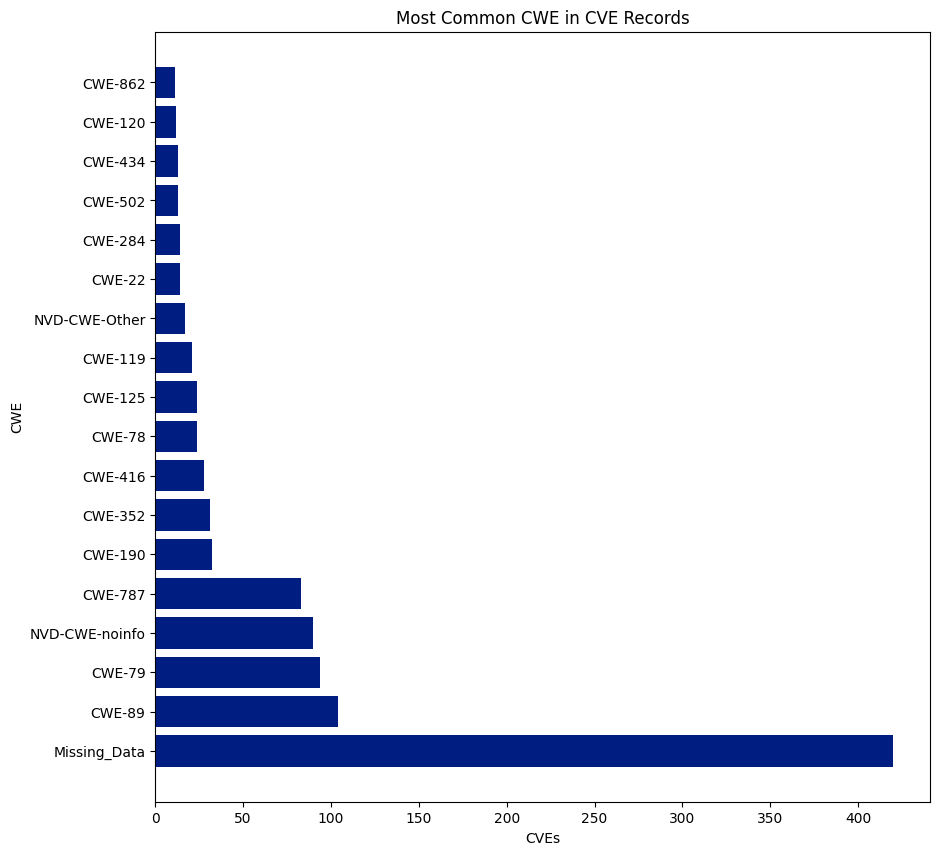 Most Common CWE in CVE Records
CWE-862
CWE-120
CWE-434
CWE-502
CWE-284
CWE-22
NVD-CWE-Other
CWE-119
CWE-125
CWE-78
CWE-416
CWE-352
CWE-190
CWE-787
NVD-CWE-noinfo
CWE-79
CWE-89
Missing_Data
CWE
0 50 100 150 200 250 300 350 400
CVEs